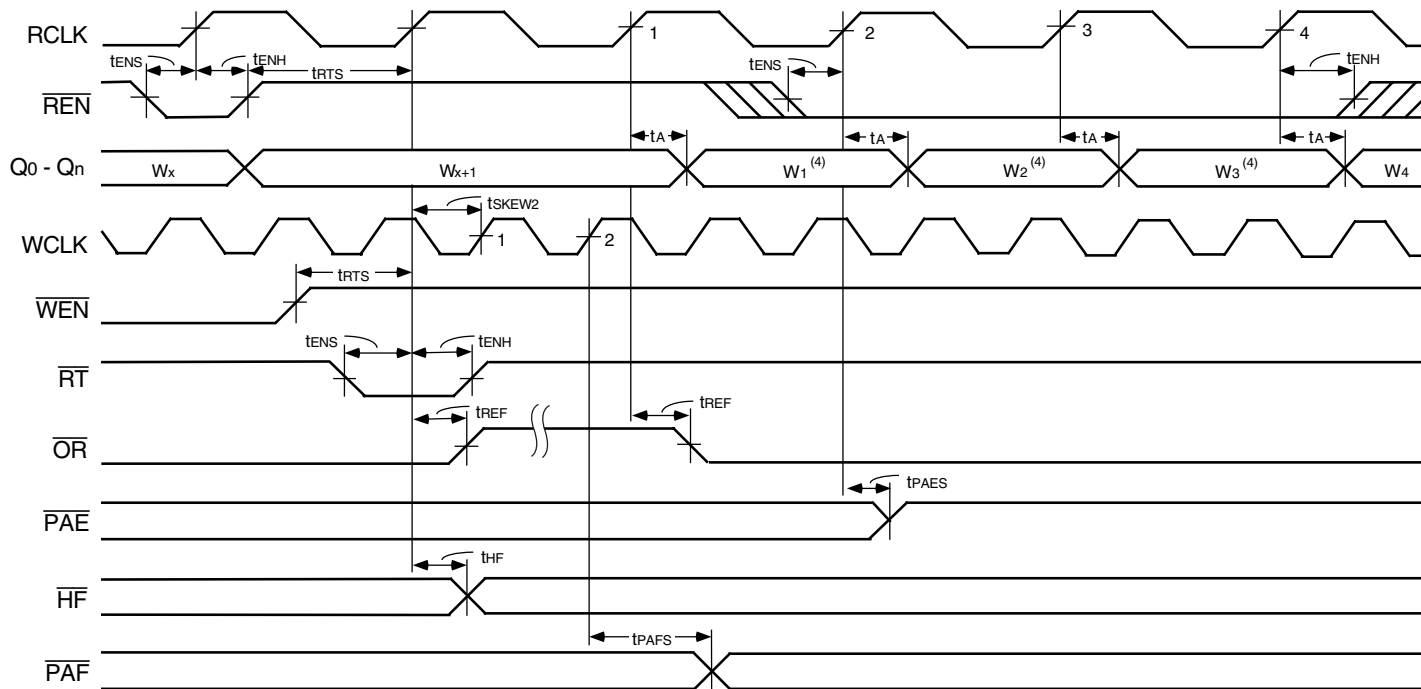 RCLK 1 2 3 4
tENS tENH tRTS tENS tENH
REN
tA tA tA tA
Q0 - Qn Wx Wx+1 W1(4) W2(4) W3(4) W4
tSKEW2
WCLK 1 2
tRTS
WEN
tENS tENH
RT
tREF tREF
OR
tPAES
PAE
tHF
HF
tPAFS
PAF